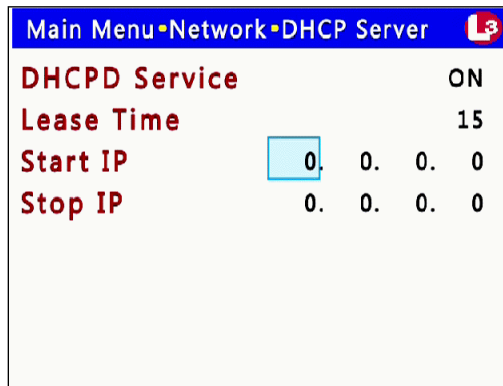 Main Menu•Network•DHCP Server L3
DHCPD Service ON
Lease Time 15
Start IP 0. 0. 0. 0
Stop IP 0. 0. 0. 0